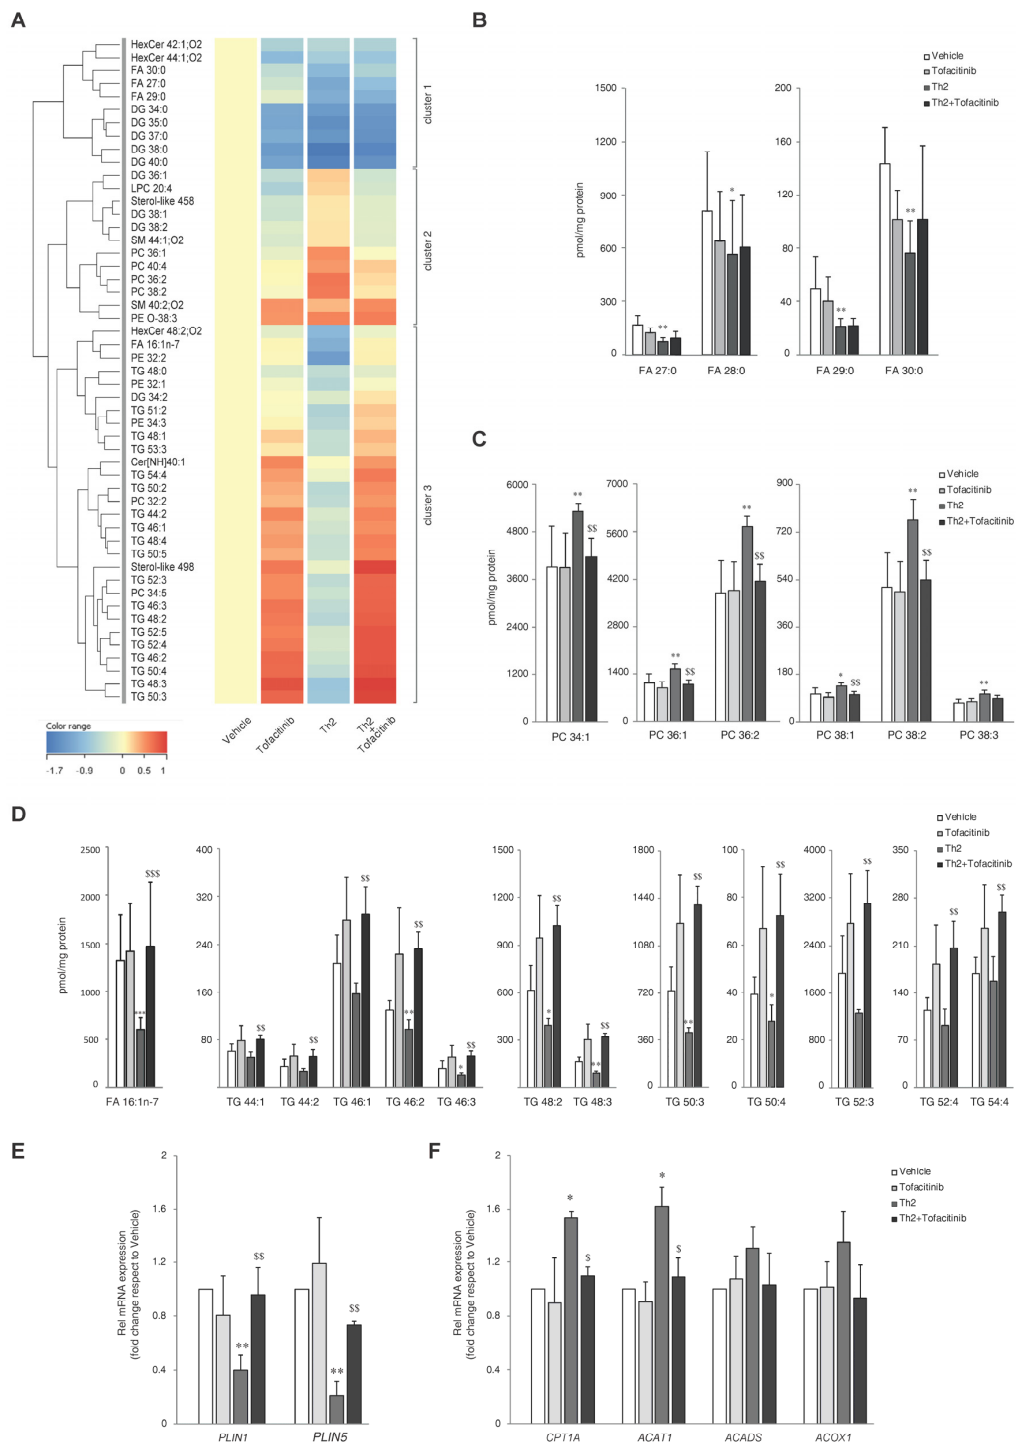 A
HexCer 42:1;O2
HexCer 44:1;O2
FA 30:0
FA 27:0
FA 29:0
DG 34:0
DG 35:0
DG 37:0
DG 38:0
DG 40:0
DG 36:1
LPC 20:4
Sterol-like 458
DG 38:1
DG 38:2
SM 44:1;O2
PC 36:1
PC 40:4
PC 36:2
PC 38:2
SM 40:2;O2
PE O-38:3
HexCer 48:2;O2
FA 16:1n-7
PE 32:2
TG 48:0
PE 32:1
DG 34:2
TG 51:2
PE 34:3
TG 48:1
TG 53:3
Cer[NH]40:1
TG 54:4
TG 50:2
PC 32:2
TG 44:2
TG 46:1
TG 48:4
TG 50:5
Sterol-like 498
TG 52:3
PC 34:5
TG 46:3
TG 48:2
TG 52:5
TG 52:4
TG 46:2
TG 50:4
TG 48:3
TG 50:3
cluster 1
cluster 2
cluster 3
Vehicle
Tofacitinib
Th2
Th2 + Tofacitinib
Color range
-1.7 -0.9 0 0.5 1
B
Vehicle
Tofacitinib
Th2
Th2+Tofacitinib
pmol/mg protein
1500
1200
900
600
300
0
** *
FA 27:0 FA 28:0
200
160
120
80
40
0
** **
FA 29:0 FA 30:0
C
Vehicle
Tofacitinib
Th2
Th2+Tofacitinib
pmol/mg protein
6000
4800
3600
2400
1200
0
** $$
PC 34:1
7000
5600
4200
2800
1400
0
** $$ ** $$
PC 36:1 PC 36:2
900
720
540
360
180
0
* $$ ** $$ **
PC 38:1 PC 38:2 PC 38:3
D
Vehicle
Tofacitinib
Th2
Th2+Tofacitinib
pmol/mg protein
2500
2000
1500
1000
500
0
*** $$$
FA 16:1n-7
400
320
240
160
80
$$ $$ $$ ** $$ * $$
TG 44:1 TG 44:2 TG 46:1 TG 46:2 TG 46:3
1500
1200
900
600
300
* $$ ** $$
TG 48:2 TG 48:3
1800
1440
1080
720
360
0
** $$
TG 50:3
100
80
60
40
20
0
* $$
TG 50:4
4000
3200
2400
1600
800
0
$$
TG 52:3
350
280
210
140
70
0
$$ $$
TG 52:4 TG 54:4
E
Rel mRNA expression
(fold change respect to Vehicle)
2
1.6
1.2
0.8
0.4
0
** $$ ** $$
PLIN1 PLIN5
F
Vehicle
Tofacitinib
Th2
Th2+Tofacitinib
Rel mRNA expression
(fold change respect to Vehicle)
2
1.6
1.2
0.8
0.4
0
* $ * $
CPT1A ACAT1 ACADS ACOX1